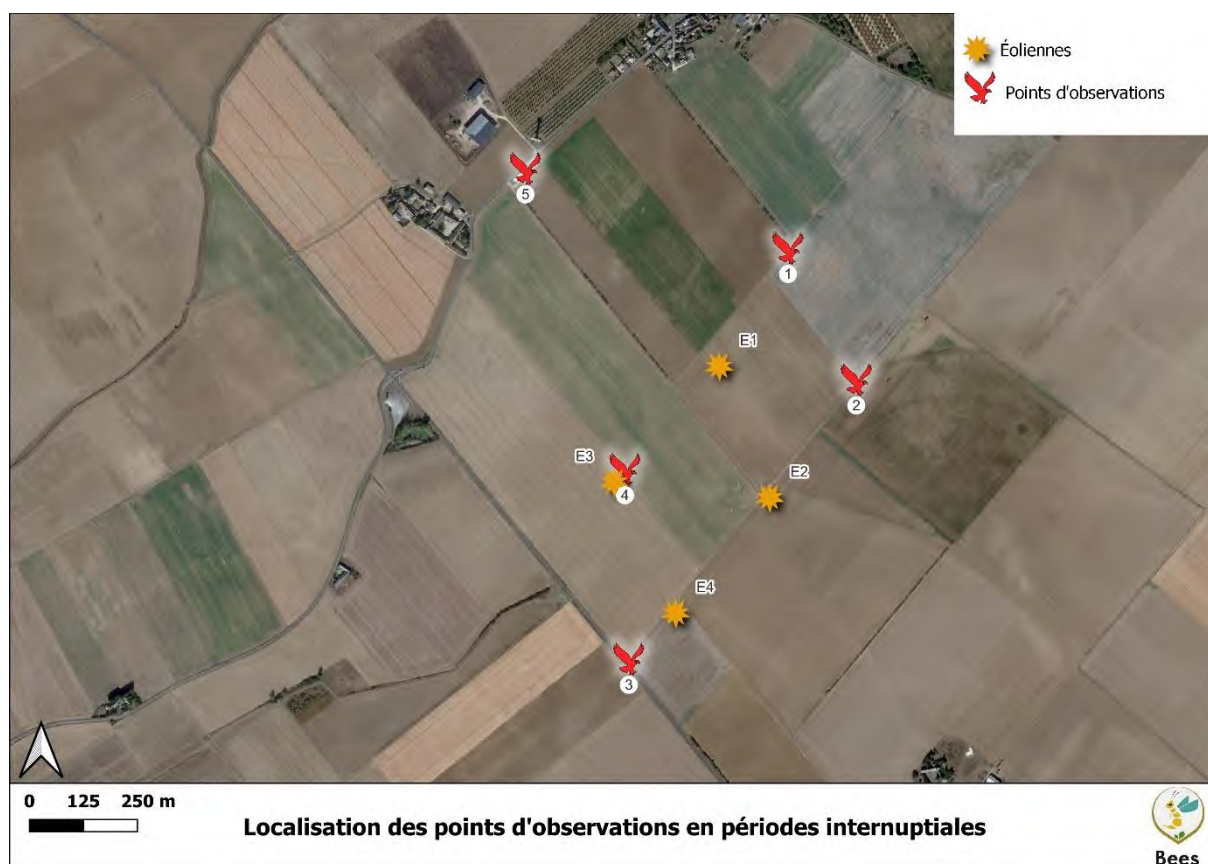 Éoliennes
Points d'observations
5
1
E1
2
E3
4
E2
E4
3
0 125 250 m
Localisation des points d'observations en périodes internuptiales
Bees